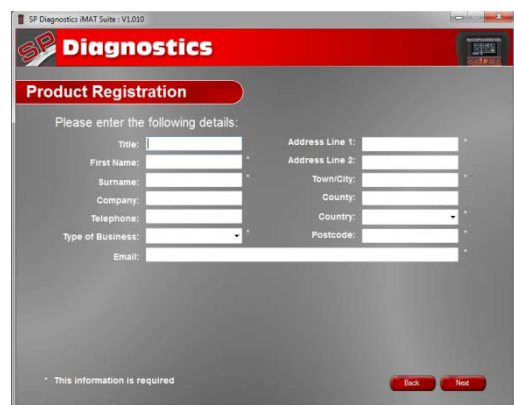 SP Diagnostics iMAT Suite : V1.010
SP Diagnostics
Product Registration
Please enter the following details:
Title:
First Name: *
Surname: *
Company:
Telephone:
Type of Business: *
Address Line 1: *
Address Line 2:
Town/City: *
County:
Country: *
Postcode: *
Email: *
* This information is required
Back
Next